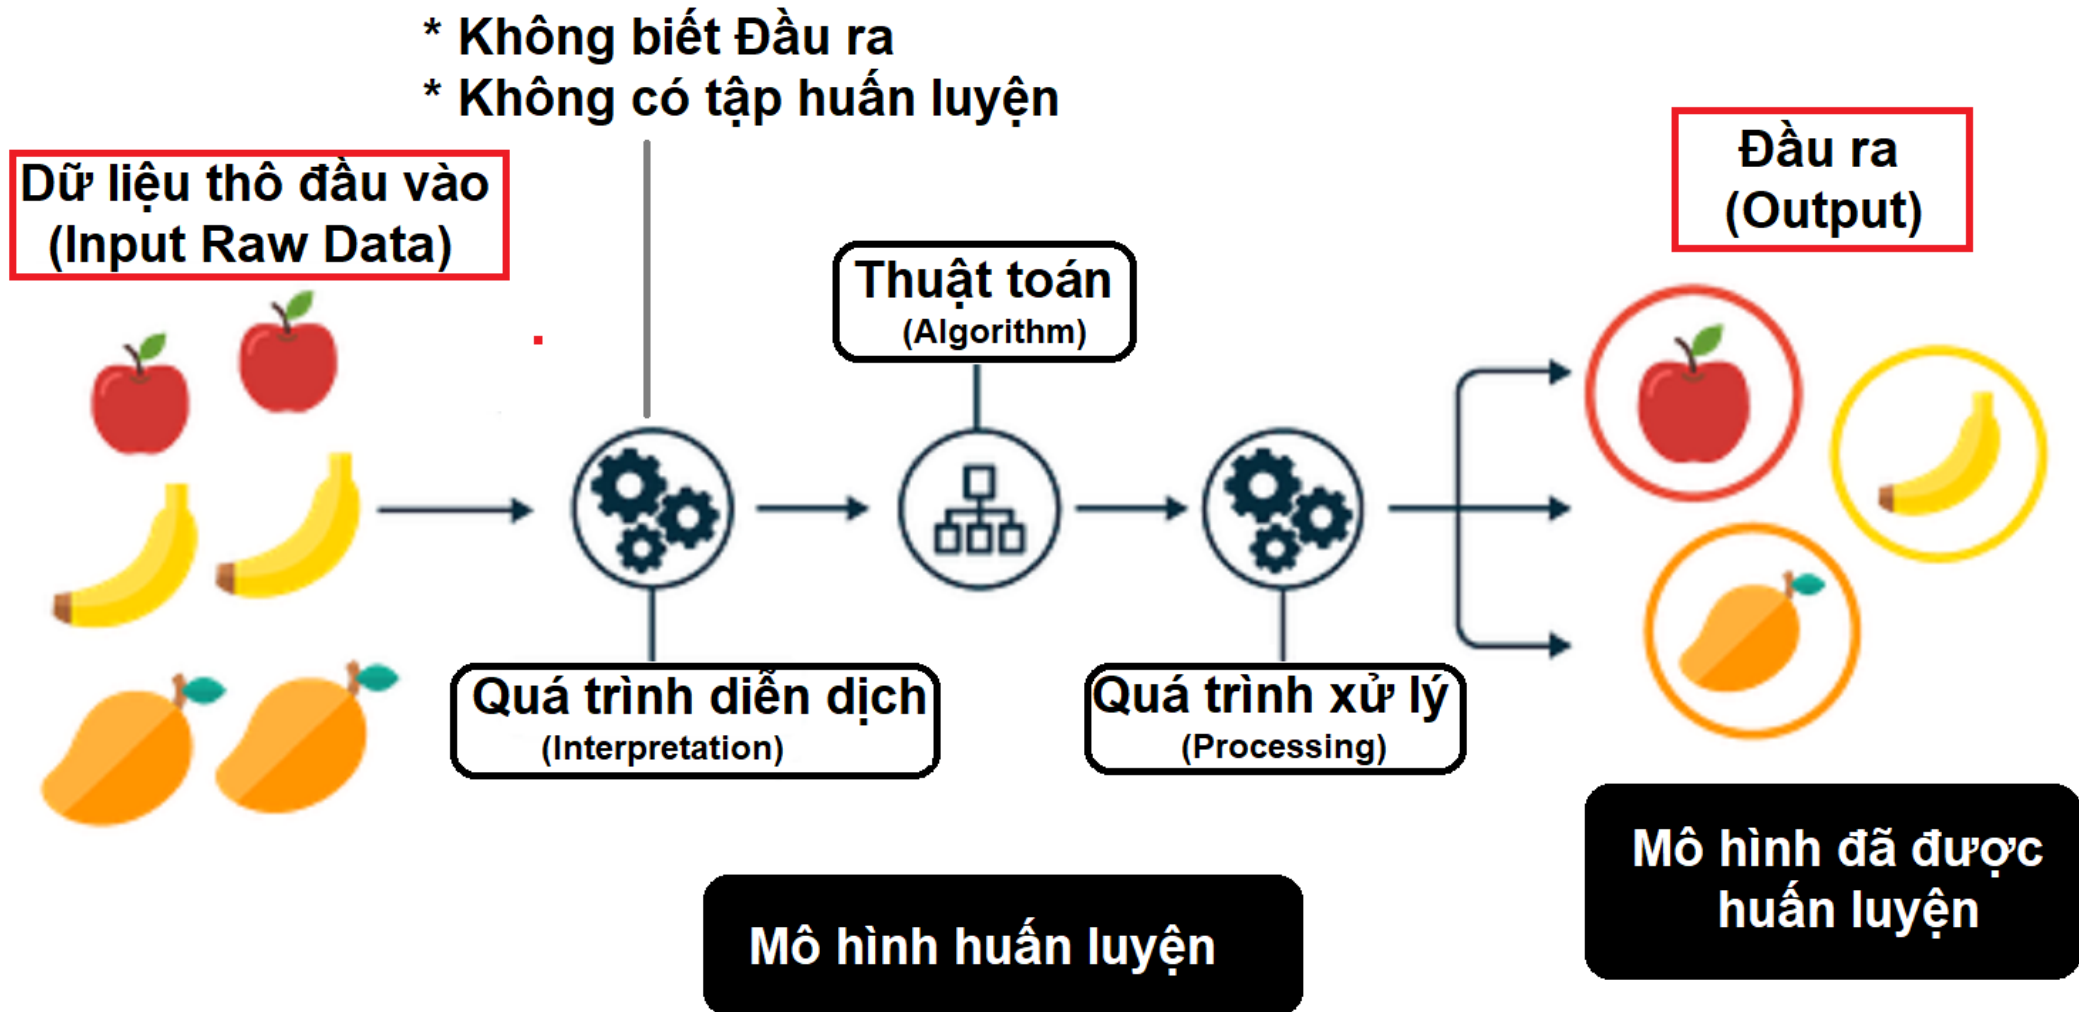 * Không biết Đầu ra
* Không có tập huấn luyện
Dữ liệu thô đầu vào
(Input Raw Data)
Đầu ra
(Output)
Thuật toán
(Algorithm)
Quá trình diễn dịch
(Interpretation)
Quá trình xử lý
(Processing)
Mô hình huấn luyện
Mô hình đã được
huấn luyện